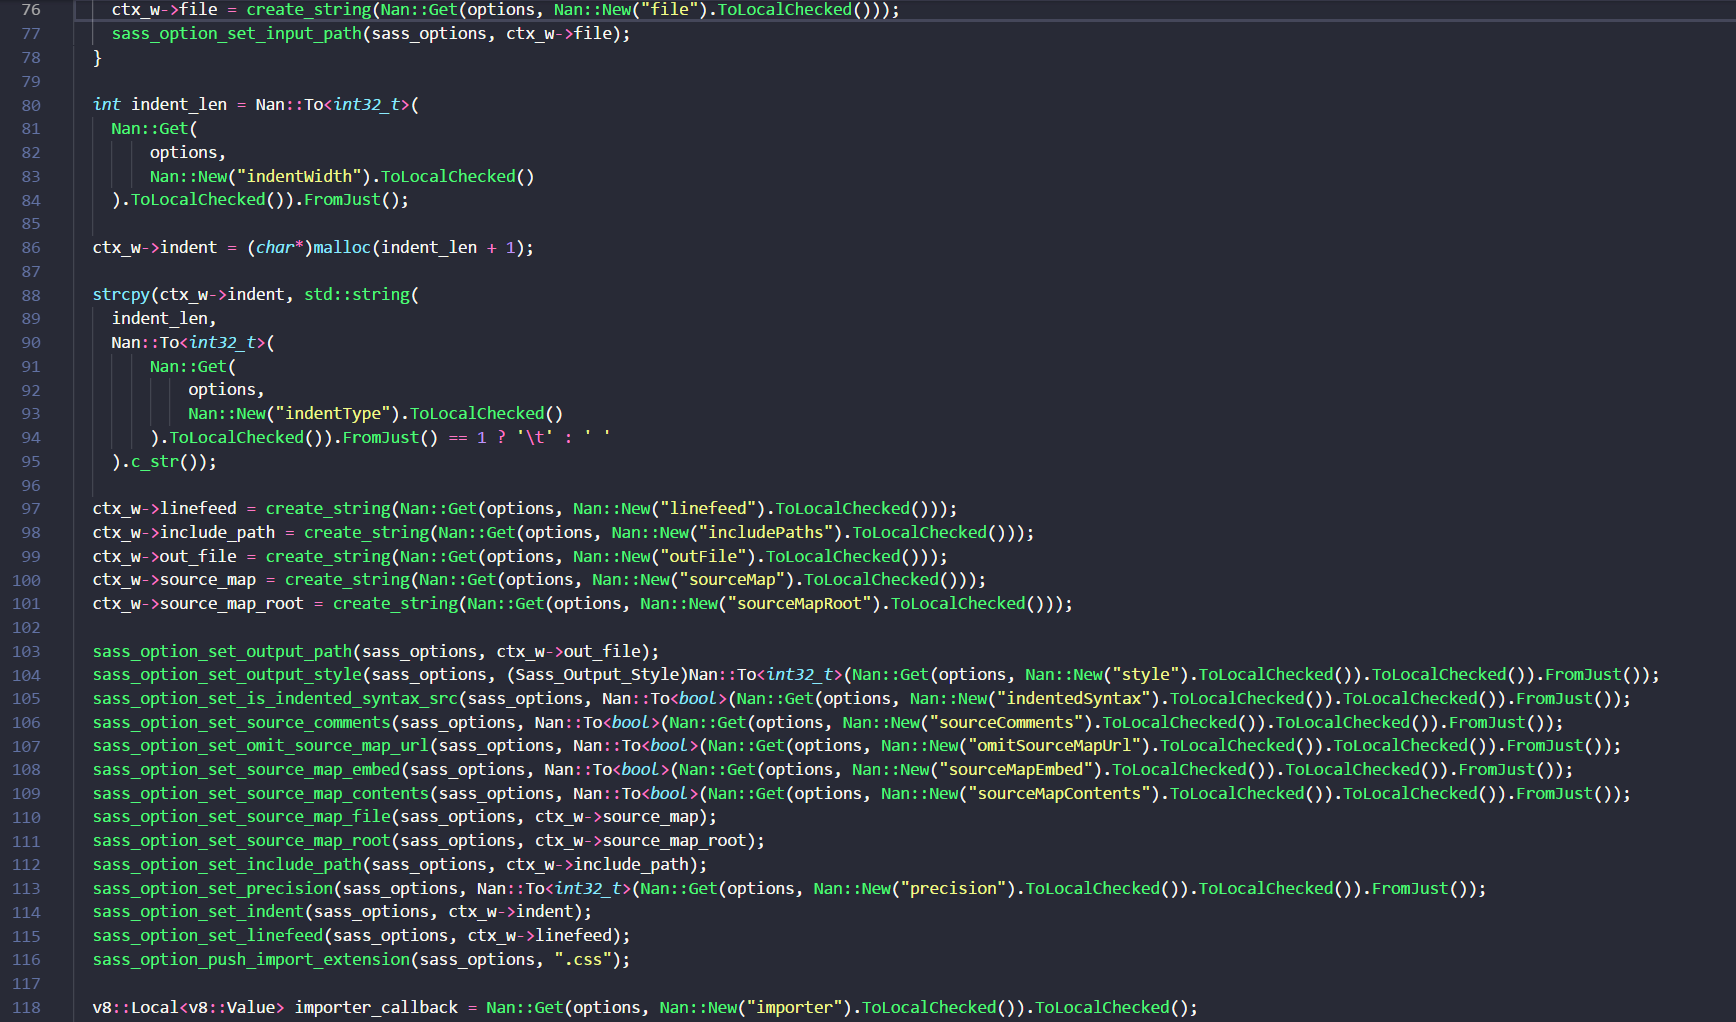 76 ctx_w->file = create_string(Nan::Get(options, Nan::New("file").ToLocalChecked()));
77 sass_option_set_input_path(sass_options, ctx_w->file);
78 }
79
80 int indent_len = Nan::To<int32_t>(
81 Nan::Get(
82 options,
83 Nan::New("indentWidth").ToLocalChecked()
84 ).ToLocalChecked()).FromJust();
85
86 ctx_w->indent = (char*)malloc(indent_len + 1);
87
88 strcpy(ctx_w->indent, std::string(
89 indent_len,
90 Nan::To<int32_t>(
91 Nan::Get(
92 options,
93 Nan::New("indentType").ToLocalChecked()
94 ).ToLocalChecked()).FromJust() == 1 ? '\t' : ' '
95 ).c_str());
96
97 ctx_w->linefeed = create_string(Nan::Get(options, Nan::New("linefeed").ToLocalChecked()));
98 ctx_w->include_path = create_string(Nan::Get(options, Nan::New("includePaths").ToLocalChecked()));
99 ctx_w->out_file = create_string(Nan::Get(options, Nan::New("outFile").ToLocalChecked()));
100 ctx_w->source_map = create_string(Nan::Get(options, Nan::New("sourceMap").ToLocalChecked()));
101 ctx_w->source_map_root = create_string(Nan::Get(options, Nan::New("sourceMapRoot").ToLocalChecked()));
102
103 sass_option_set_output_path(sass_options, ctx_w->out_file);
104 sass_option_set_output_style(sass_options, (Sass_Output_Style)Nan::To<int32_t>(Nan::Get(options, Nan::New("style").ToLocalChecked()).ToLocalChecked()).FromJust());
105 sass_option_set_is_indented_syntax_src(sass_options, Nan::To<bool>(Nan::Get(options, Nan::New("indentedSyntax").ToLocalChecked()).ToLocalChecked()).FromJust());
106 sass_option_set_source_comments(sass_options, Nan::To<bool>(Nan::Get(options, Nan::New("sourceComments").ToLocalChecked()).ToLocalChecked()).FromJust());
107 sass_option_set_omit_source_map_url(sass_options, Nan::To<bool>(Nan::Get(options, Nan::New("omitSourceMapUrl").ToLocalChecked()).ToLocalChecked()).FromJust());
108 sass_option_set_source_map_embed(sass_options, Nan::To<bool>(Nan::Get(options, Nan::New("sourceMapEmbed").ToLocalChecked()).ToLocalChecked()).FromJust());
109 sass_option_set_source_map_contents(sass_options, Nan::To<bool>(Nan::Get(options, Nan::New("sourceMapContents").ToLocalChecked()).ToLocalChecked()).FromJust());
110 sass_option_set_source_map_file(sass_options, ctx_w->source_map);
111 sass_option_set_source_map_root(sass_options, ctx_w->source_map_root);
112 sass_option_set_include_path(sass_options, ctx_w->include_path);
113 sass_option_set_precision(sass_options, Nan::To<int32_t>(Nan::Get(options, Nan::New("precision").ToLocalChecked()).ToLocalChecked()).FromJust());
114 sass_option_set_indent(sass_options, ctx_w->indent);
115 sass_option_set_linefeed(sass_options, ctx_w->linefeed);
116 sass_option_push_import_extension(sass_options, ".css");
117
118 v8::Local<v8::Value> importer_callback = Nan::Get(options, Nan::New("importer").ToLocalChecked()).ToLocalChecked();